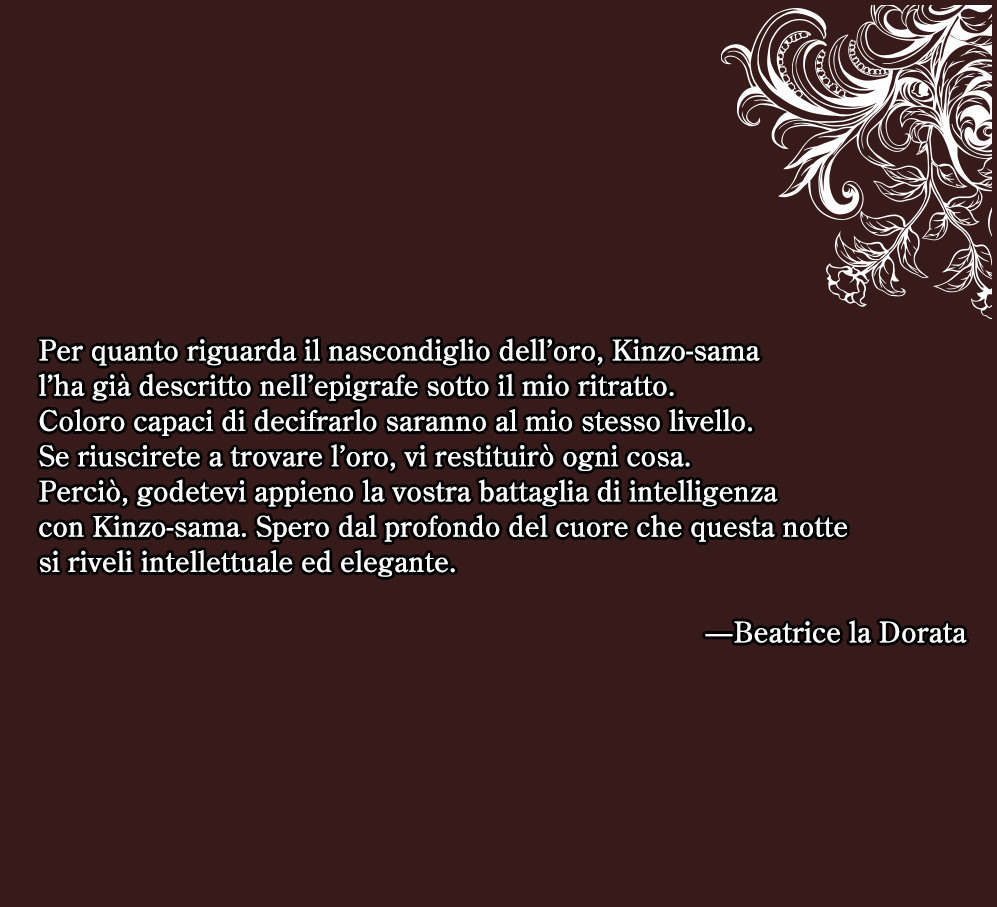 Per quanto riguarda il nascondiglio dell’oro, Kinzo-sama
l’ha già descritto nell’epigrafe sotto il mio ritratto.
Coloro capaci di decifrarlo saranno al mio stesso livello.
Se riuscirete a trovare l’oro, vi restituirò ogni cosa.
Perciò, godetevi appieno la vostra battaglia di intelligenza
con Kinzo-sama. Spero dal profondo del cuore che questa notte
si riveli intellettuale ed elegante.
—Beatrice la Dorata